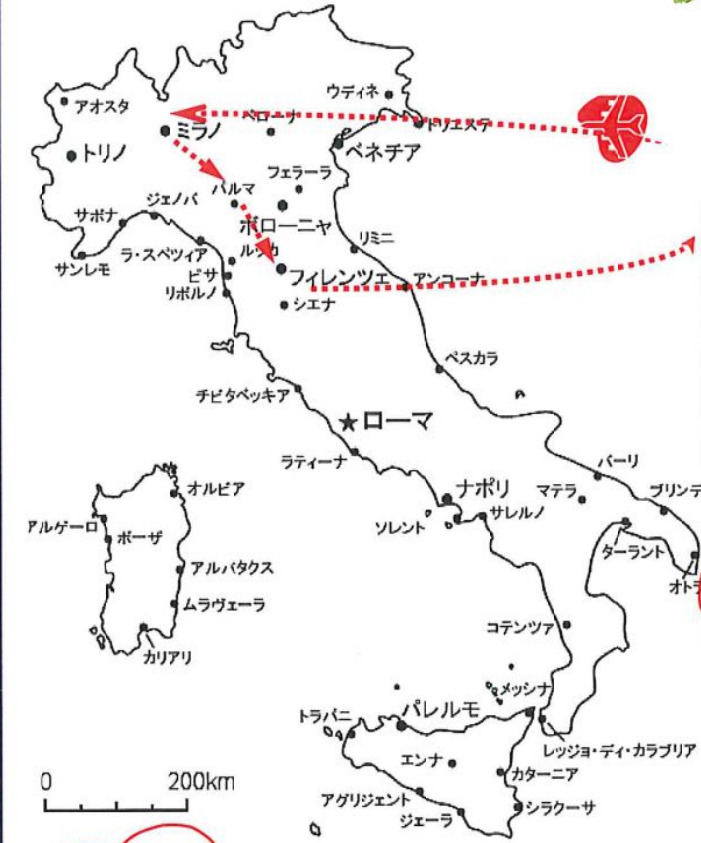 ウディネ
アオスタ
トリエステ
ミラノ
ベローナ
ベネチア
トリノ
フェラーラ
パルマ
ジェノバ
ボローニャ
サボナ
リミニ
ラ・スペツィア
ルッカ
サンレモ
ピサ
フィレンツェ
アンコーナ
リボルノ
シエナ
ペスカラ
チビタベッキア
★ローマ
ラティーナ
バーリ
オルビア
ナポリ
マテラ
ブリンデ
アルゲーロ
ボーザ
ソレント
サレルノ
ターラント
アルバタクス
オトラ
ムラヴェーラ
コテンツァ
カリアリ
メッシナ
トラパニ
パレルモ
レッジョ・ディ・カラブリア
エンナ
カターニア
0 200km
アグリジェント
シラクーサ
ジェーラ